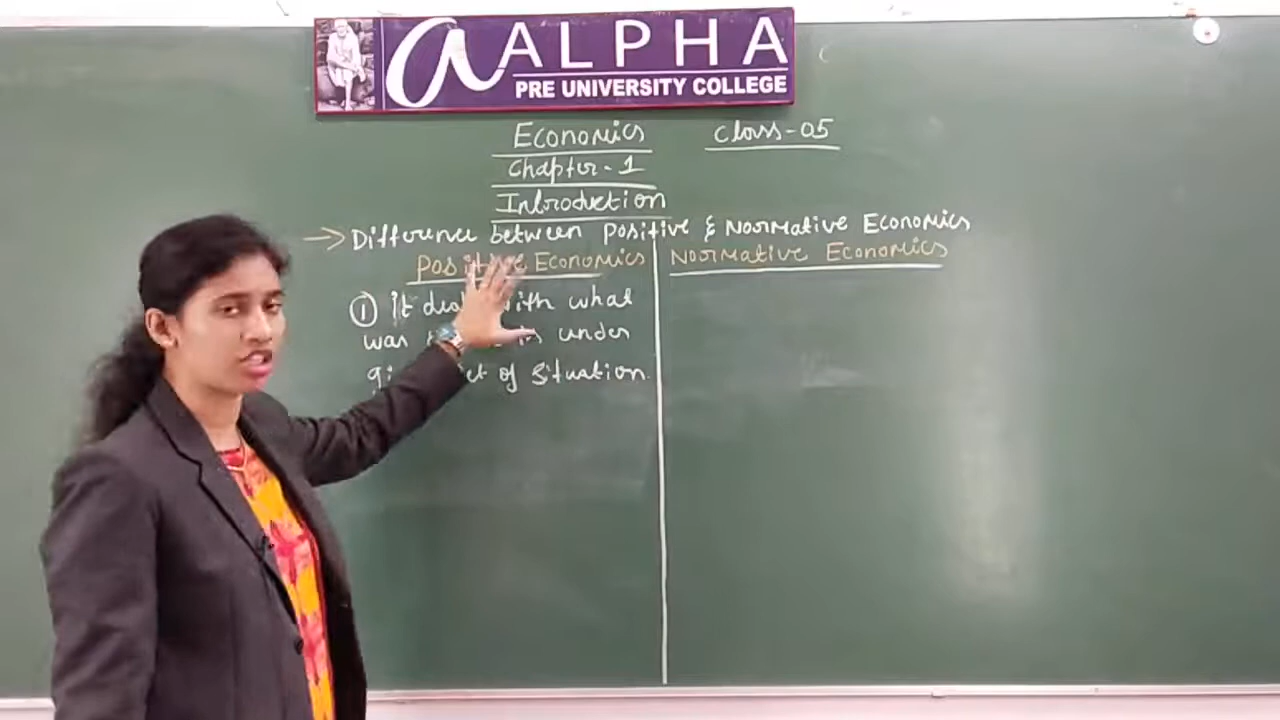 ALPHA
PRE UNIVERSITY COLLEGE
Economics Class-05
Chapter-1
Introduction
→ Difference between Positive & Normative Economics
Positive Economics Normative Economics
① It with what
was under
of Situation.